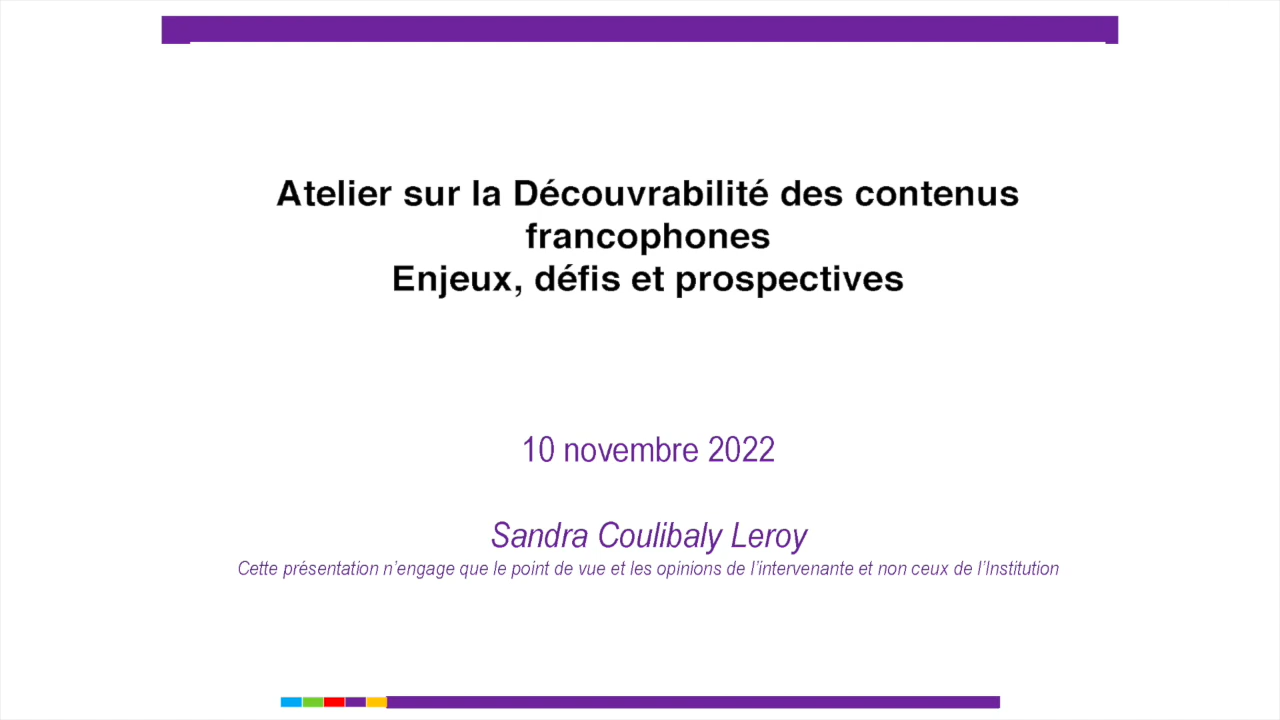 Atelier sur la Découvrabilité des contenus
francophones
Enjeux, défis et prospectives
10 novembre 2022
Sandra Coulibaly Leroy
Cette présentation n’engage que le point de vue et les opinions de l’intervenante et non ceux de l’Institution